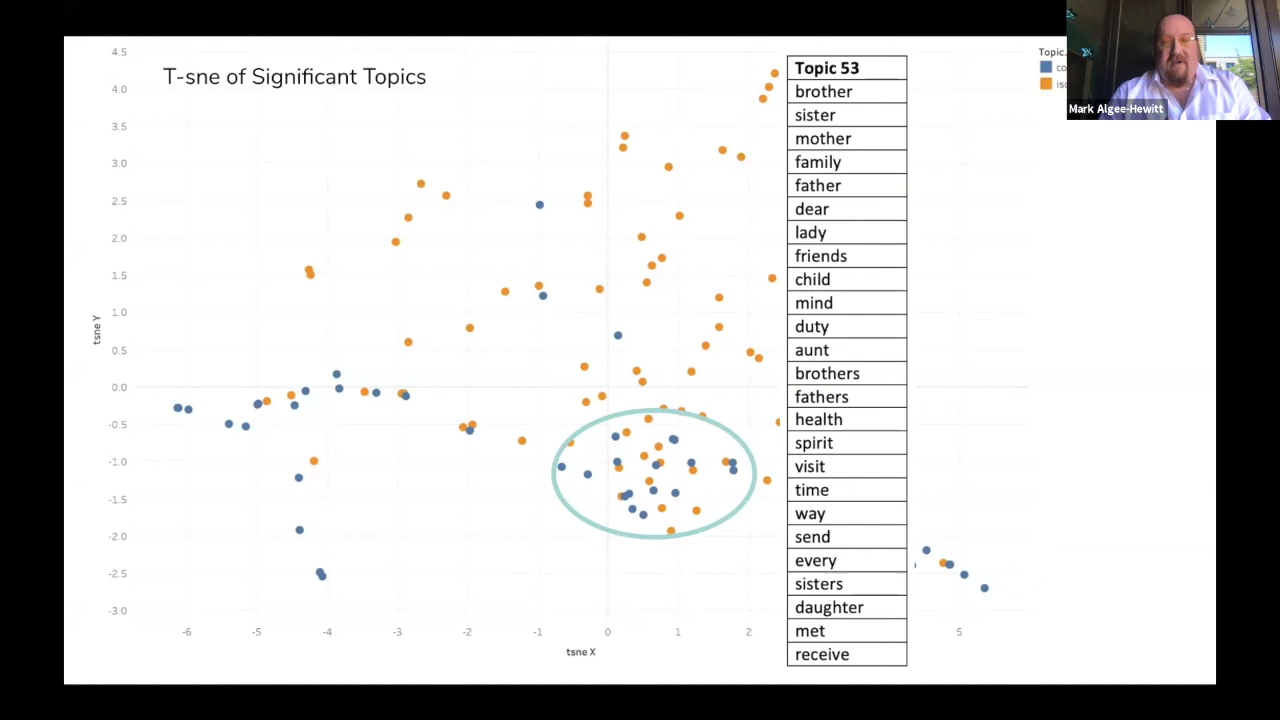 T-sne of Significant Topics
4.5
4.0
3.5
3.0
2.5
2.0
1.5
1.0
0.5
0.0
-0.5
-1.0
-1.5
-2.0
-2.5
-3.0
tsne Y
-6
-5
-4
-3
-2
-1
0
1
2
5
tsne X
Topic 53
brother
sister
mother
family
father
dear
lady
friends
child
mind
duty
aunt
brothers
fathers
health
spirit
visit
time
way
send
every
sisters
daughter
met
receive
Topic.
co
Mark Algee-Hewitt